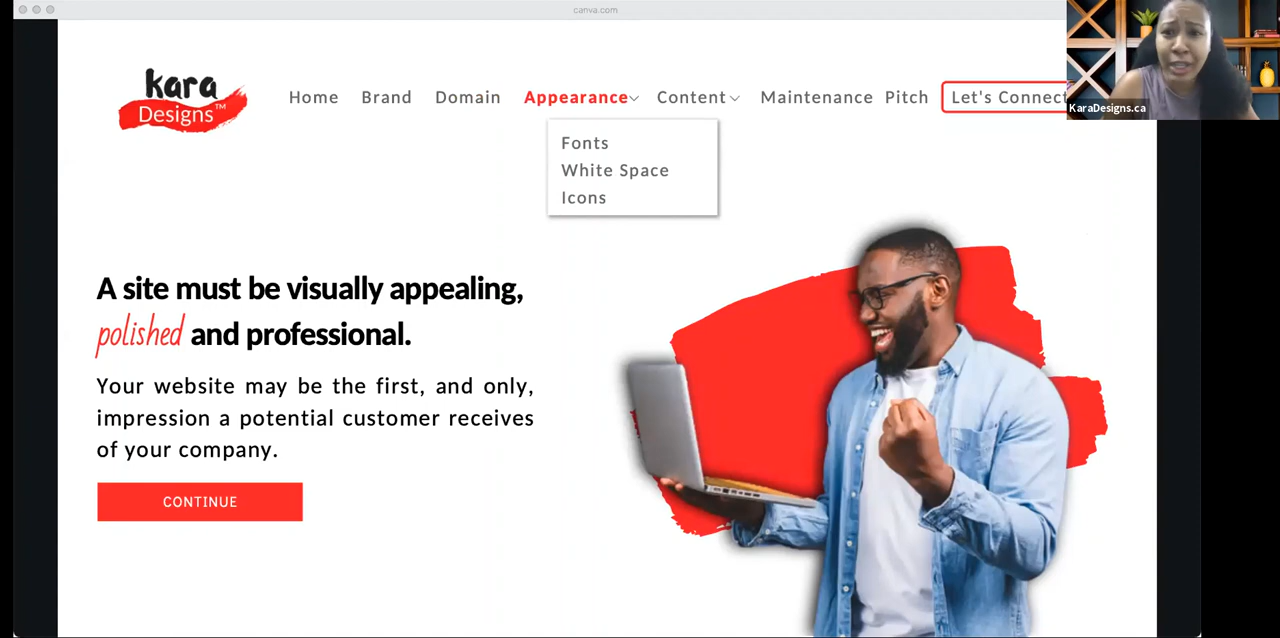 canva.com
kara
Designs™
Home Brand Domain Appearance Content Maintenance Pitch Let's Connect
KaraDesigns.ca
Fonts
White Space
Icons
A site must be visually appealing,
polished and professional.
Your website may be the first, and only,
impression a potential customer receives
of your company.
CONTINUE